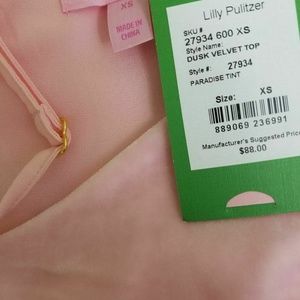 XS
MADE IN
CHINA
Lilly Pulitzer
SKU #
27934 600 XS
Style Name:
DUSK VELVET TOP
Style #: 27934
PARADISE TINT
Size: XS
889069 236991
Manufacturer's Suggested Price
$88.00